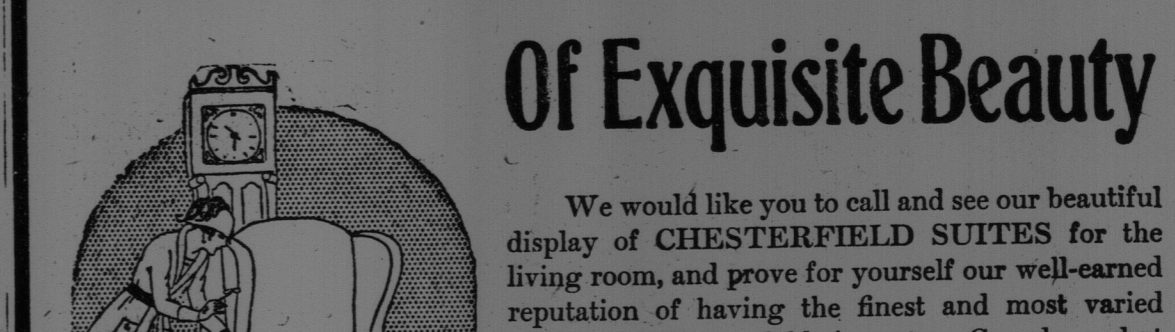 Of Exquisite Beauty
We would like you to call and see our beautiful
display of CHESTERFIELD SUITES for the
living room, and prove for yourself our well-earned
reputation of having the finest and most varied